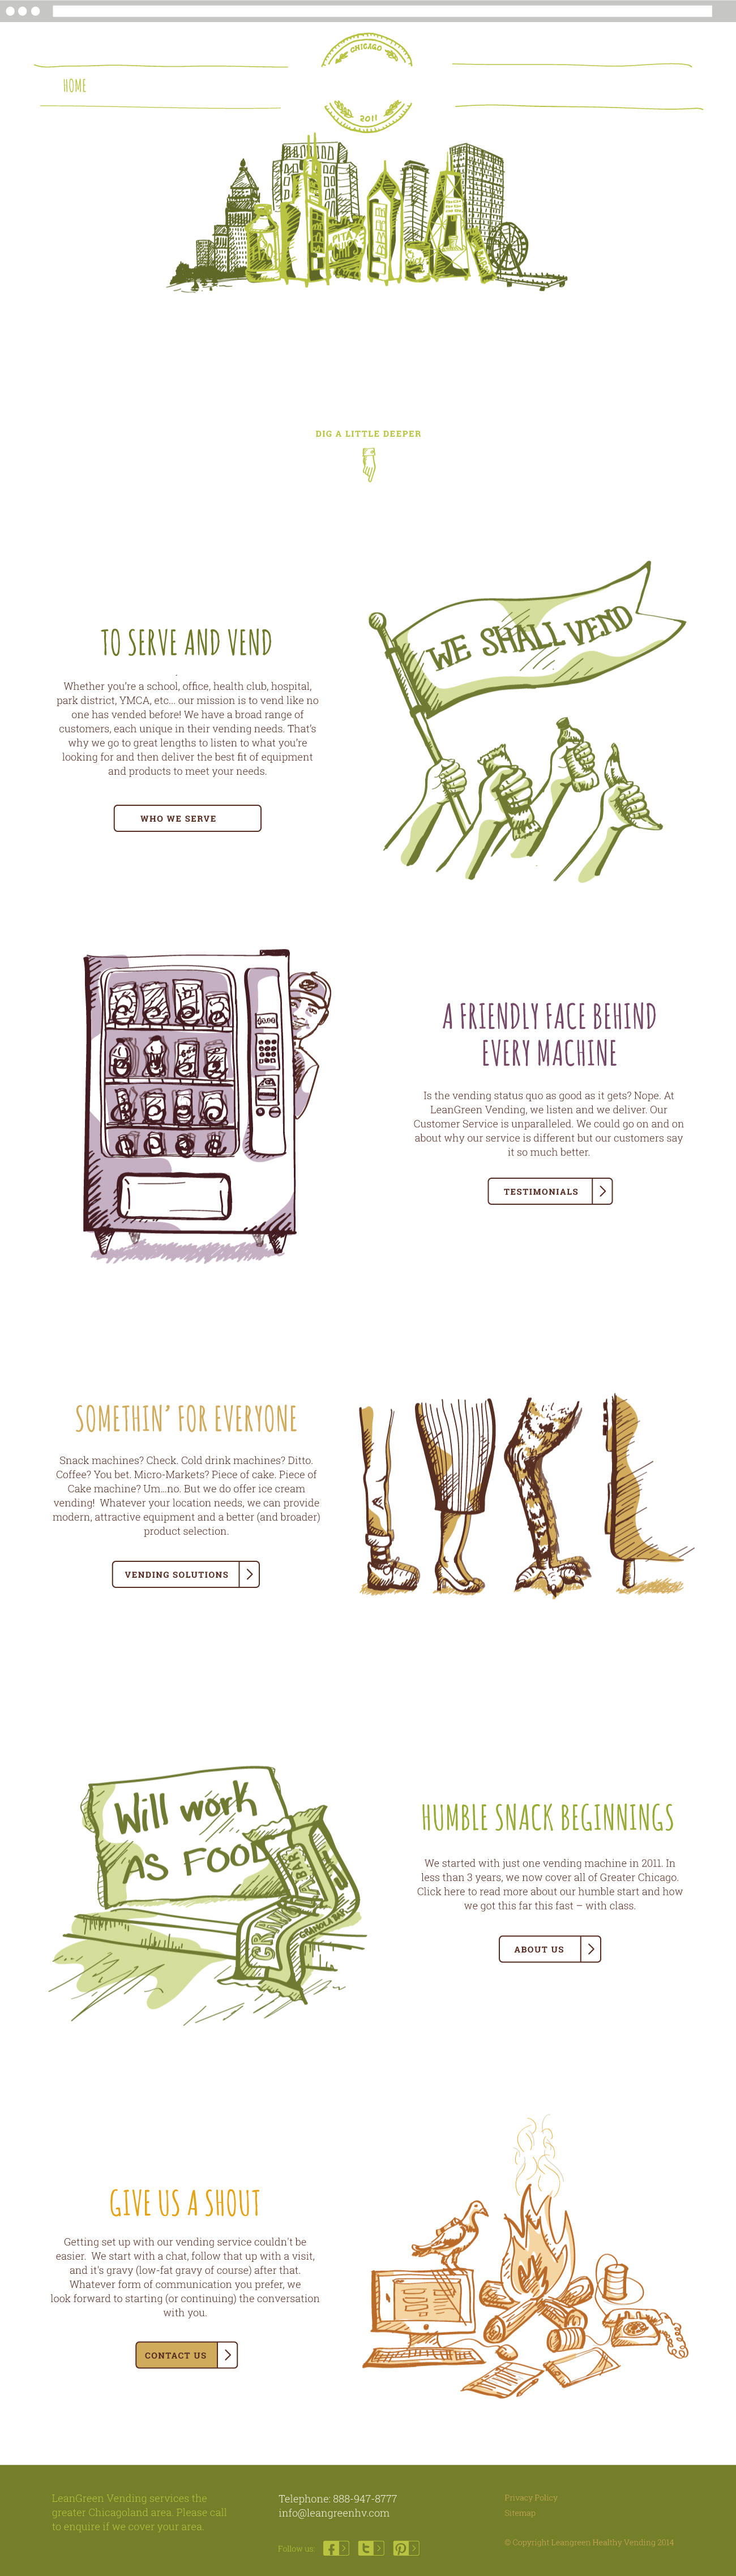 CHICAGO
HOME
2011
DIG A LITTLE DEEPER
WE SHALL VEND
TO SERVE AND VEND
Whether you're a school, office, health club, hospital,
park district, YMCA, etc... our mission is to vend like no
one has vended before! We have a broad range of
customers, each unique in their vending needs. That's
why we go to great lengths to listen to what you're
looking for and then deliver the best fit of equipment
and products to meet your needs.
WHO WE SERVE
A FRIENDLY FACE BEHIND
EVERY MACHINE
Is the vending status quo as good as it gets? Nope. At
LeanGreen Vending, we listen and we deliver. Our
Customer Service is unparalleled. We could go on and on
about why our service is different but our customers say
it so much better.
TESTIMONIALS
SOMETHIN' FOR EVERYONE
Snack machines? Check. Cold drink machines? Ditto.
Coffee? You bet. Micro-Markets? Piece of cake. Piece of
Cake machine? Um...no. But we do offer ice cream
vending! Whatever your location needs, we can provide
modern, attractive equipment and a better (and broader)
product selection.
VENDING SOLUTIONS
Will work
AS FOOD
GRANOLA BAR
HUMBLE SNACK BEGINNINGS
We started with just one vending machine in 2011. In
less than 3 years, we now cover all of Greater Chicago.
Click here to read more about our humble start and how
we got this far this fast – with class.
ABOUT US
GIVE US A SHOUT
Getting set up with our vending service couldn't be
easier. We start with a chat, follow that up with a visit,
and it's gravy (low-fat gravy of course) after that.
Whatever form of communication you prefer, we
look forward to starting (or continuing) the conversation
with you.
CONTACT US
LeanGreen Vending services the
greater Chicagoland area. Please call
to enquire if we cover your area.
Telephone: 888-947-8777
info@leangreenhv.com
Follow us
Privacy Policy
Sitemap
© Copyright Leangreen Healthy Vending 2014